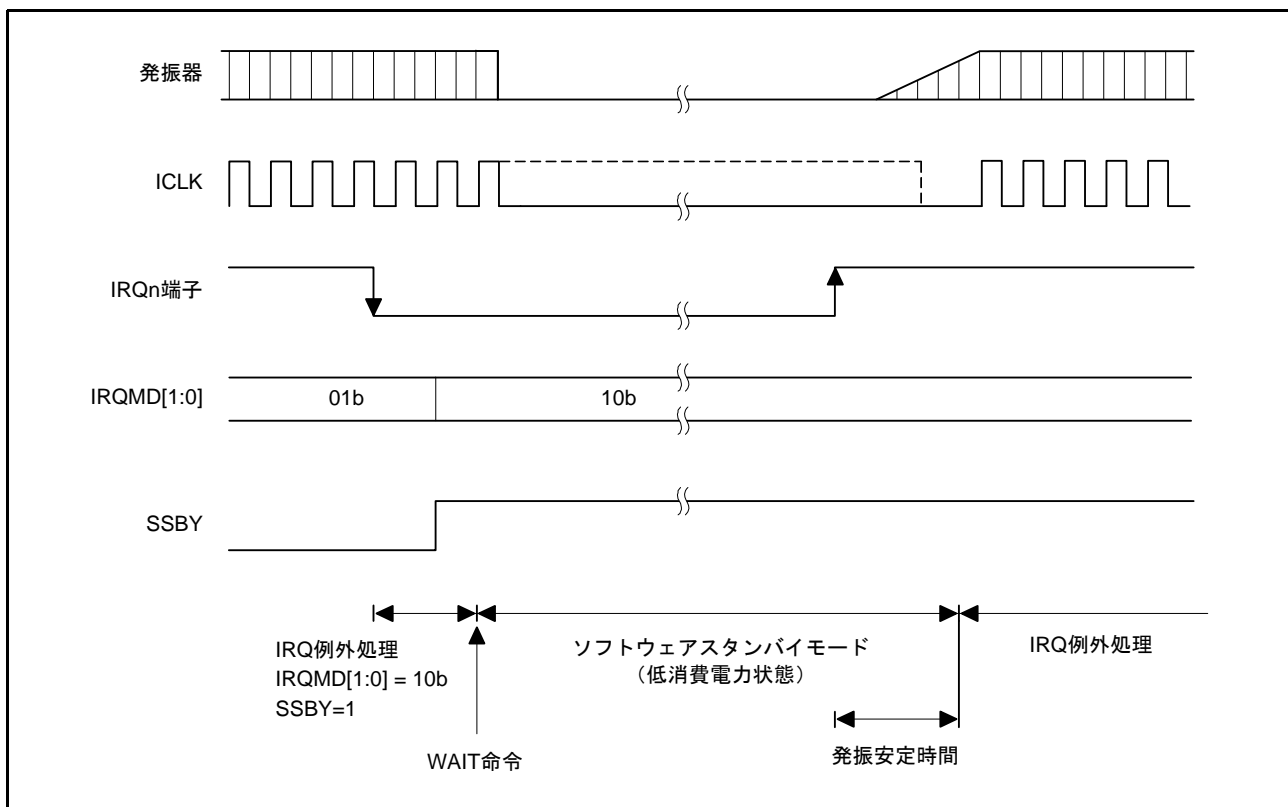 発振器
ICLK
IRQn端子
IRQMD[1:0]
01b
10b
SSBY
IRQ例外処理
IRQMD[1:0] = 10b
SSBY=1
WAIT命令
ソフトウェアスタンバイモード
（低消費電力状態）
発振安定時間
IRQ例外処理